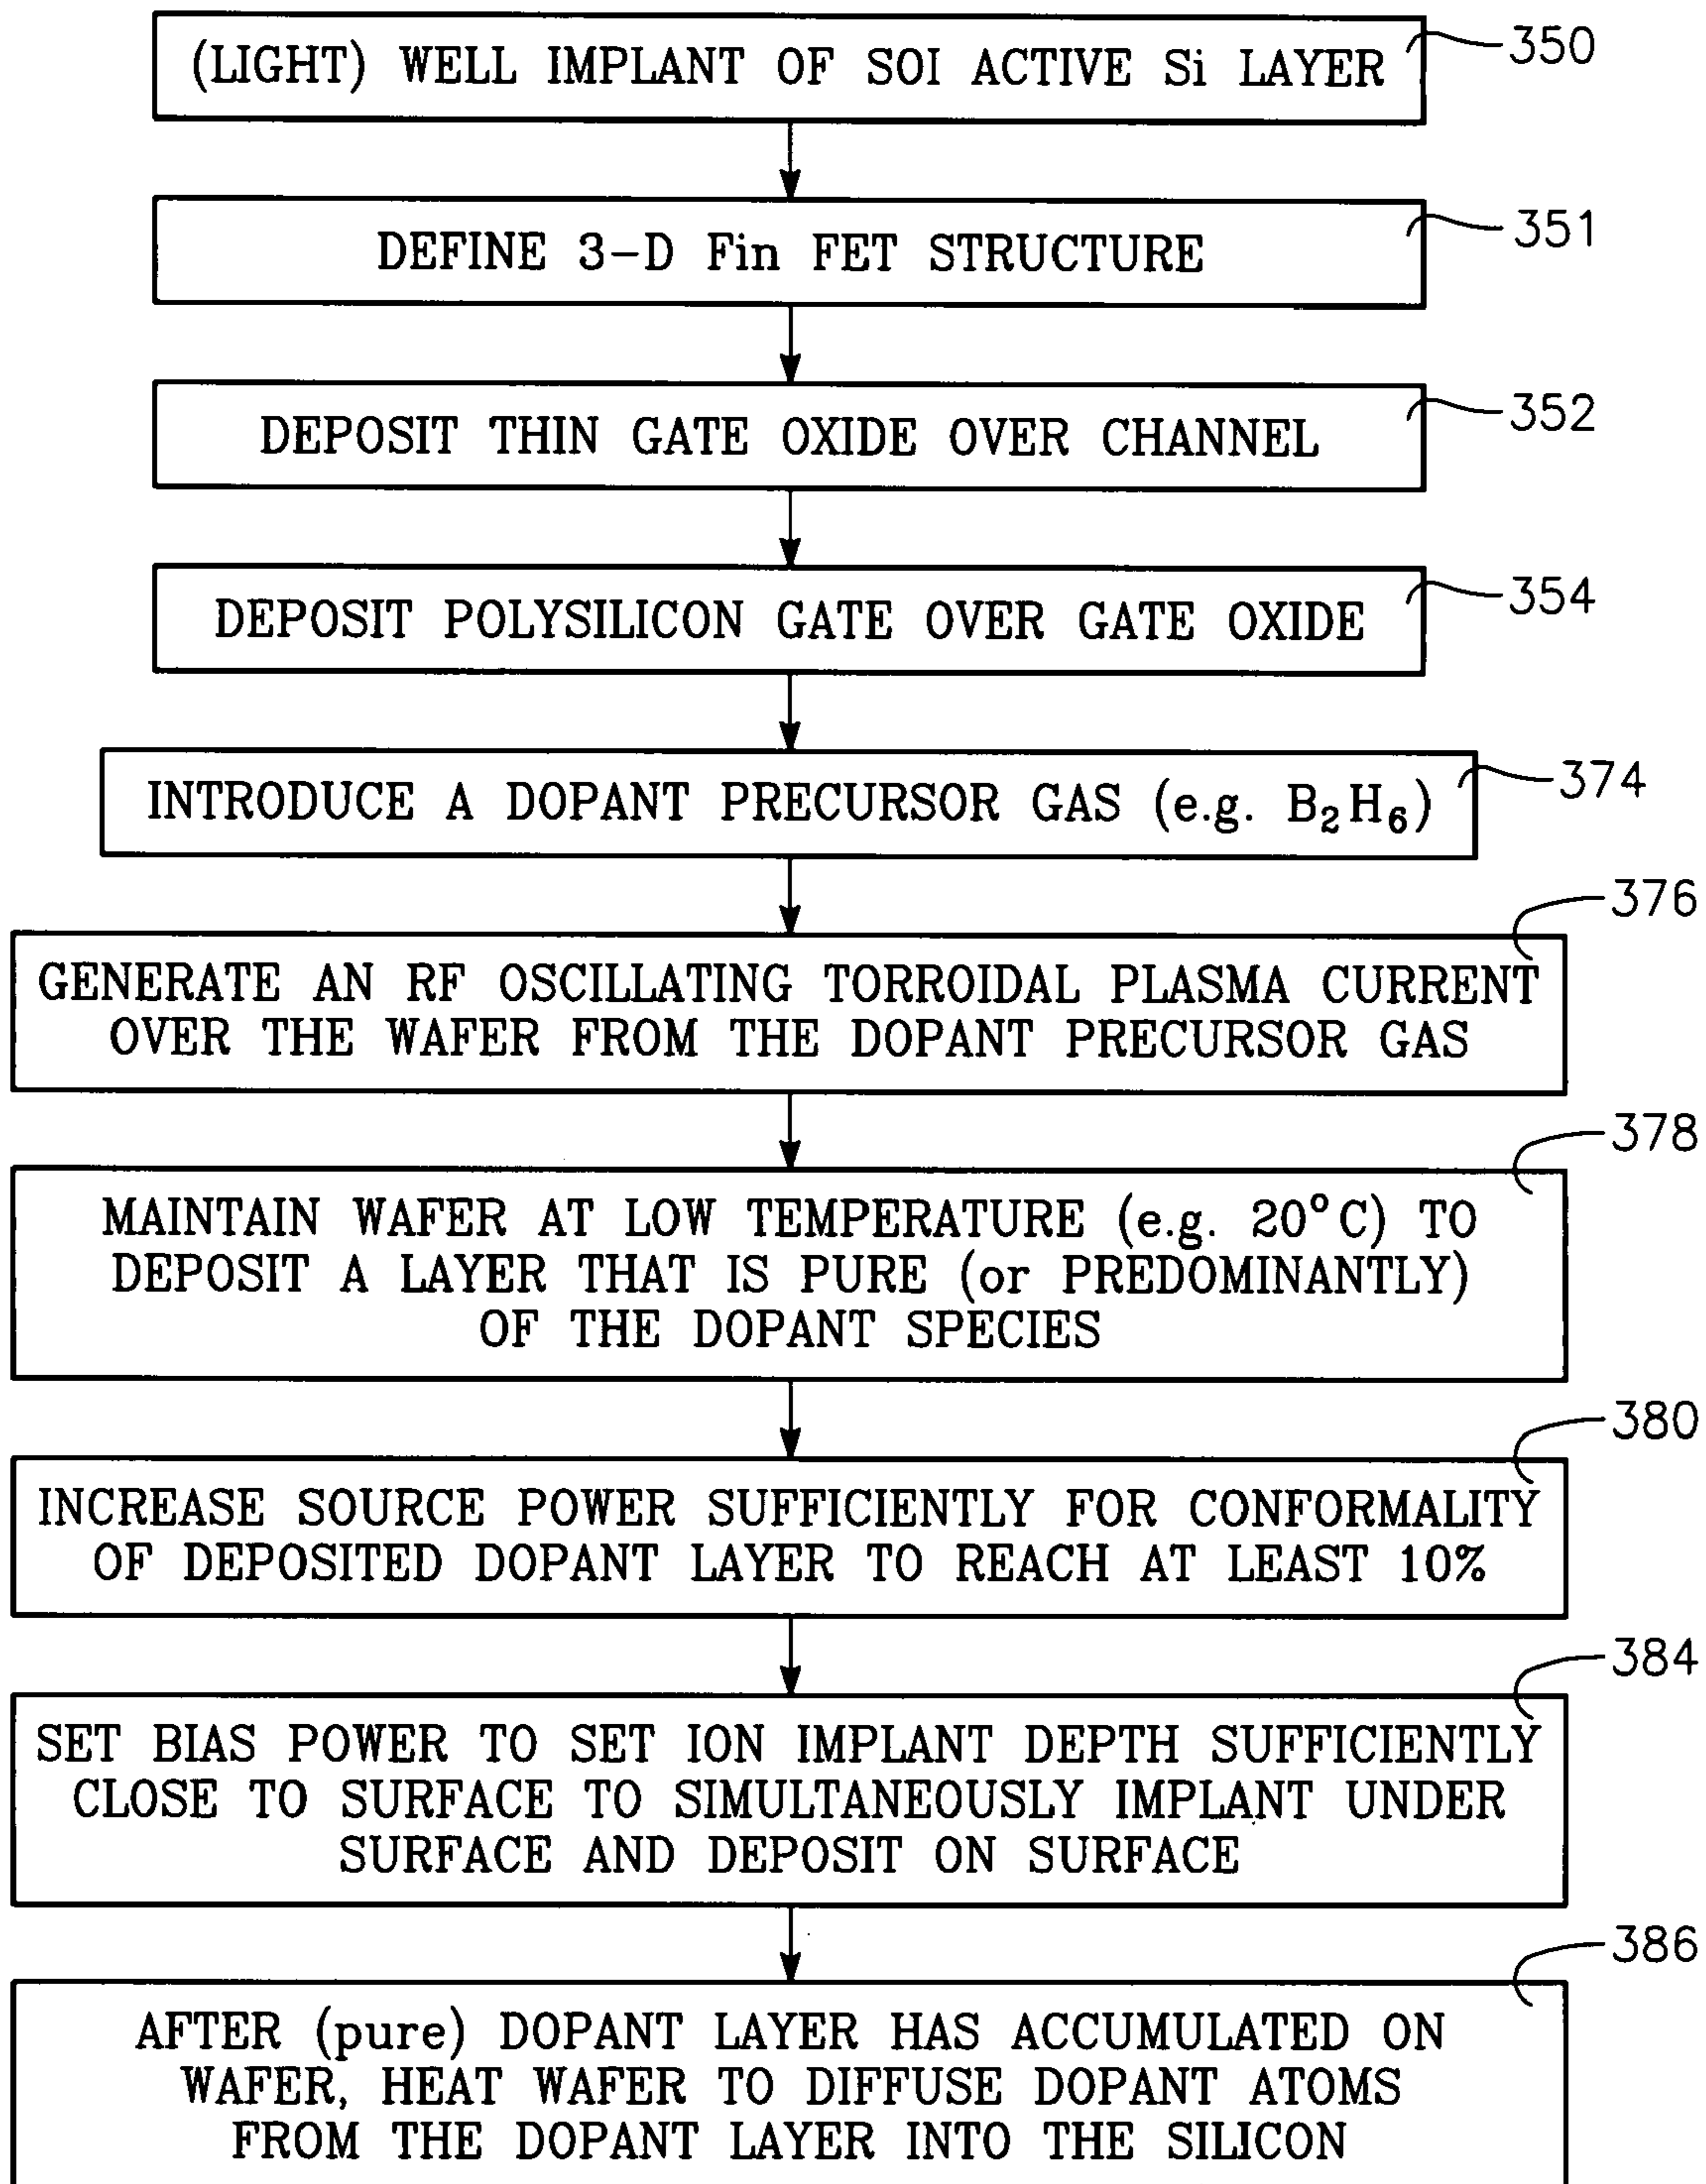 (LIGHT) WELL IMPLANT OF SOI ACTIVE Si LAYER
350
DEFINE 3-D Fin FET STRUCTURE
351
DEPOSIT THIN GATE OXIDE OVER CHANNEL
352
DEPOSIT POLYSILICON GATE OVER GATE OXIDE
354
INTRODUCE A DOPANT PRECURSOR GAS (e.g. B₂H₆)
374
376
GENERATE AN RF OSCILLATING TORROIDAL PLASMA CURRENT
OVER THE WAFER FROM THE DOPANT PRECURSOR GAS
378
MAINTAIN WAFER AT LOW TEMPERATURE (e.g. 20°C) TO
DEPOSIT A LAYER THAT IS PURE (or PREDOMINANTLY)
OF THE DOPANT SPECIES
380
INCREASE SOURCE POWER SUFFICIENTLY FOR CONFORMALITY
OF DEPOSITED DOPANT LAYER TO REACH AT LEAST 10%
384
SET BIAS POWER TO SET ION IMPLANT DEPTH SUFFICIENTLY
CLOSE TO SURFACE TO SIMULTANEOUSLY IMPLANT UNDER
SURFACE AND DEPOSIT ON SURFACE
386
AFTER (pure) DOPANT LAYER HAS ACCUMULATED ON
WAFER, HEAT WAFER TO DIFFUSE DOPANT ATOMS
FROM THE DOPANT LAYER INTO THE SILICON